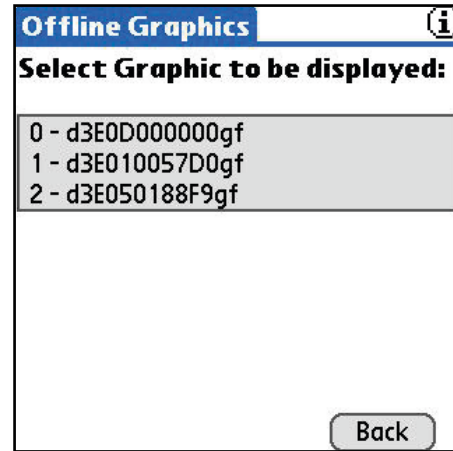 Offline Graphics
i
Select Graphic to be displayed:
0 - d3E0D000000gf
1 - d3E010057D0gf
2 - d3E050188F9gf
Back